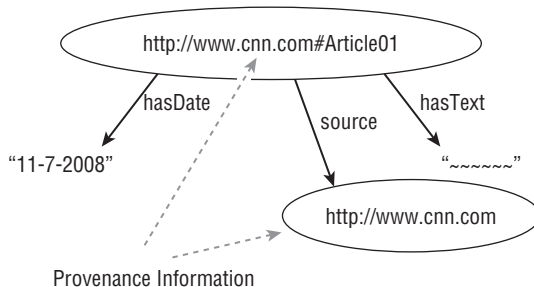 http://www.cnn.com#Article01
hasDate
hasText
source
“11-7-2008”
“~~~~~~”
http://www.cnn.com
Provenance Information